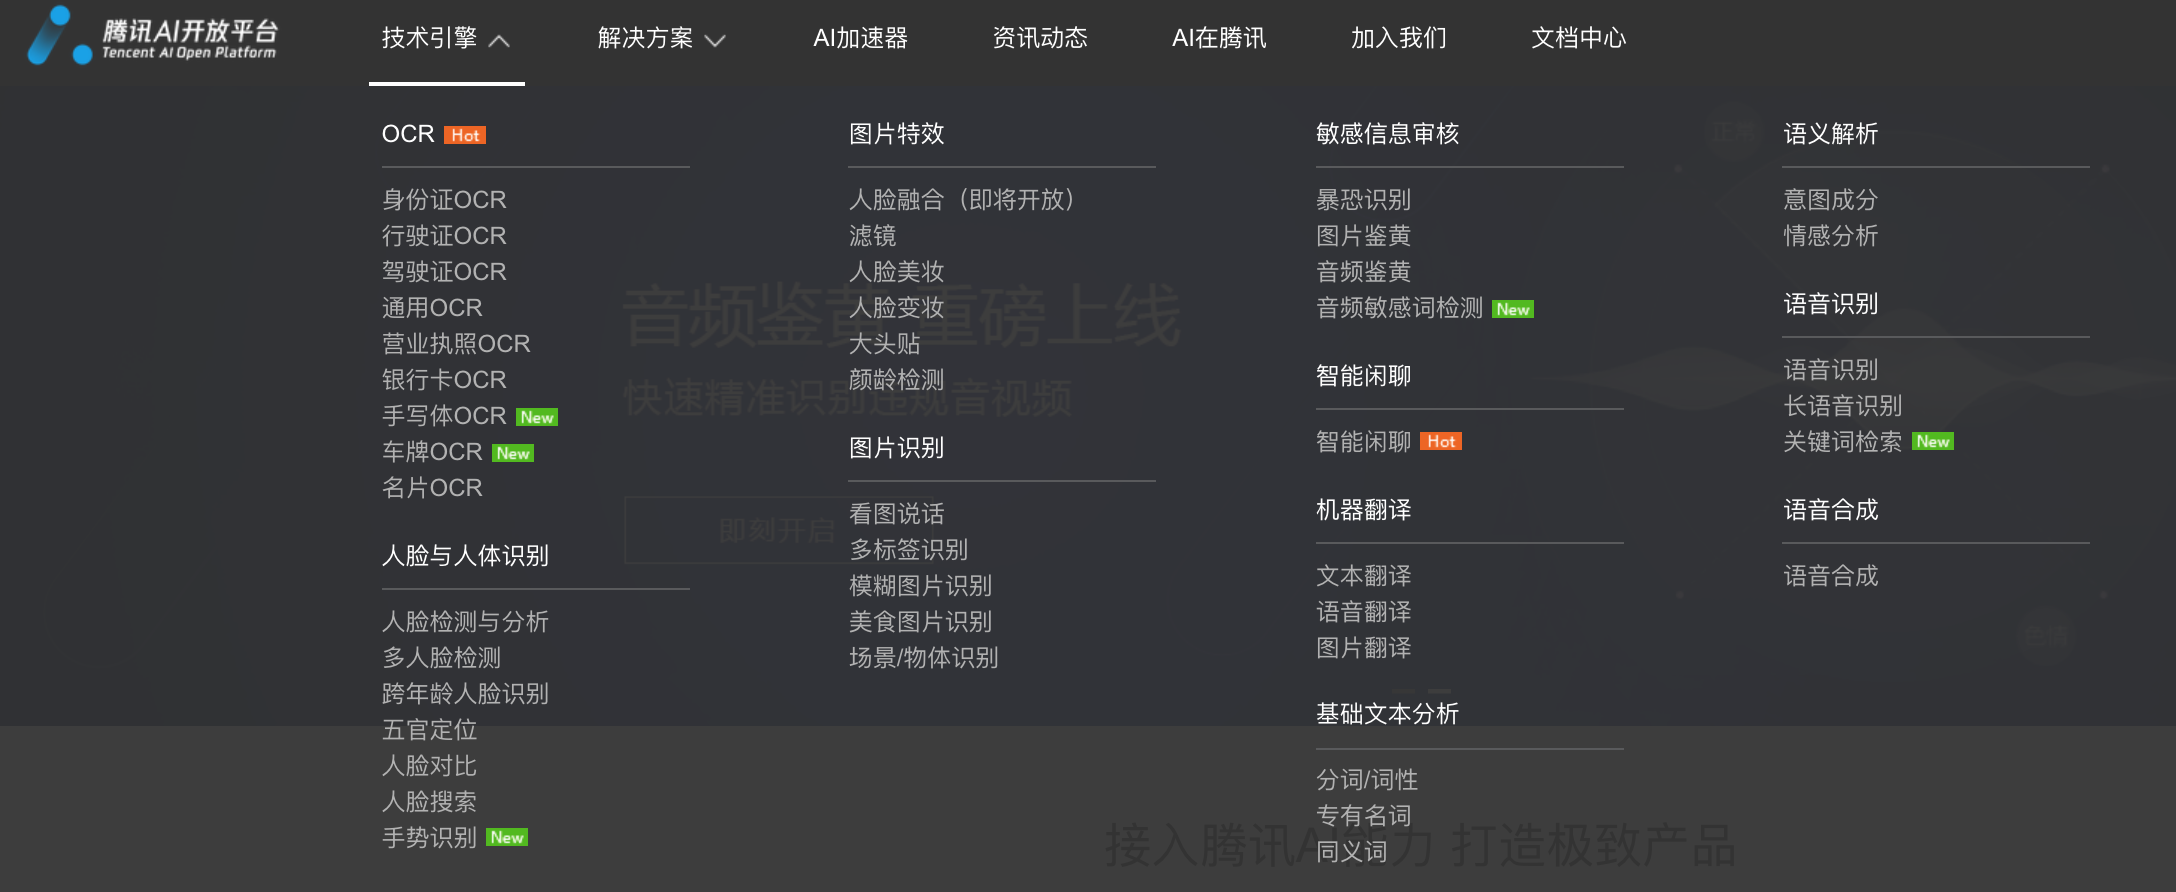 腾讯AI开放平台
Tencent AI Open Platform
技术引擎
解决方案
AI加速器
资讯动态
AI在腾讯
加入我们
文档中心
OCR Hot
身份证OCR
行驶证OCR
驾驶证OCR
通用OCR
营业执照OCR
银行卡OCR
手写体OCR New
车牌OCR New
名片OCR
人脸与人体识别
人脸检测与分析
多人脸检测
跨年龄人脸识别
五官定位
人脸对比
人脸搜索
手势识别 New
图片特效
人脸融合（即将开放）
滤镜
人脸美妆
人脸变妆
大头贴
颜龄检测
图片识别
看图说话
多标签识别
模糊图片识别
美食图片识别
场景/物体识别
敏感信息审核
暴恐识别
图片鉴黄
音频鉴黄
音频敏感词检测 New
智能闲聊
智能闲聊 Hot
机器翻译
文本翻译
语音翻译
图片翻译
基础文本分析
分词/词性
专有名词
同义词
语义解析
意图成分
情感分析
语音识别
语音识别
长语音识别
关键词检索 New
语音合成
语音合成
音频鉴黄 重磅上线
快速精准识别违规音视频
即刻开启
正常
色情
接入腾讯AI能力 打造极致产品